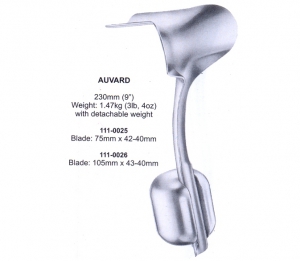 AUVARD
230mm (9")
Weight: 1.47kg (3lb, 4oz)
with detachable weight
111-0025
Blade: 75mm x 42-40mm
111-0026
Blade: 105mm x 43-40mm